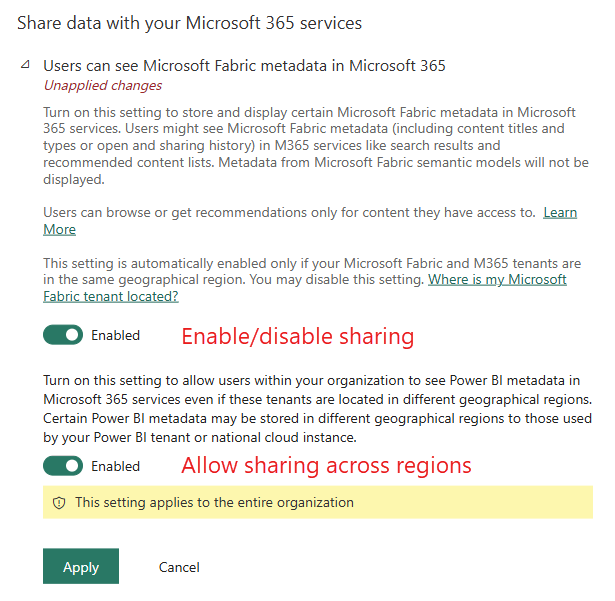 Share data with your Microsoft 365 services
Users can see Microsoft Fabric metadata in Microsoft 365
Unapplied changes
Turn on this setting to store and display certain Microsoft Fabric metadata in Microsoft
365 services. Users might see Microsoft Fabric metadata (including content titles and
types or open and sharing history) in M365 services like search results and
recommended content lists. Metadata from Microsoft Fabric semantic models will not be
displayed.
Users can browse or get recommendations only for content they have access to. Learn
More
This setting is automatically enabled only if your Microsoft Fabric and M365 tenants are
in the same geographical region. You may disable this setting. Where is my Microsoft
Fabric tenant located?
Enabled Enable/disable sharing
Turn on this setting to allow users within your organization to see Power BI metadata in
Microsoft 365 services even if these tenants are located in different geographical regions.
Certain Power BI metadata may be stored in different geographical regions to those used
by your Power BI tenant or national cloud instance.
Enabled Allow sharing across regions
This setting applies to the entire organization
Apply Cancel